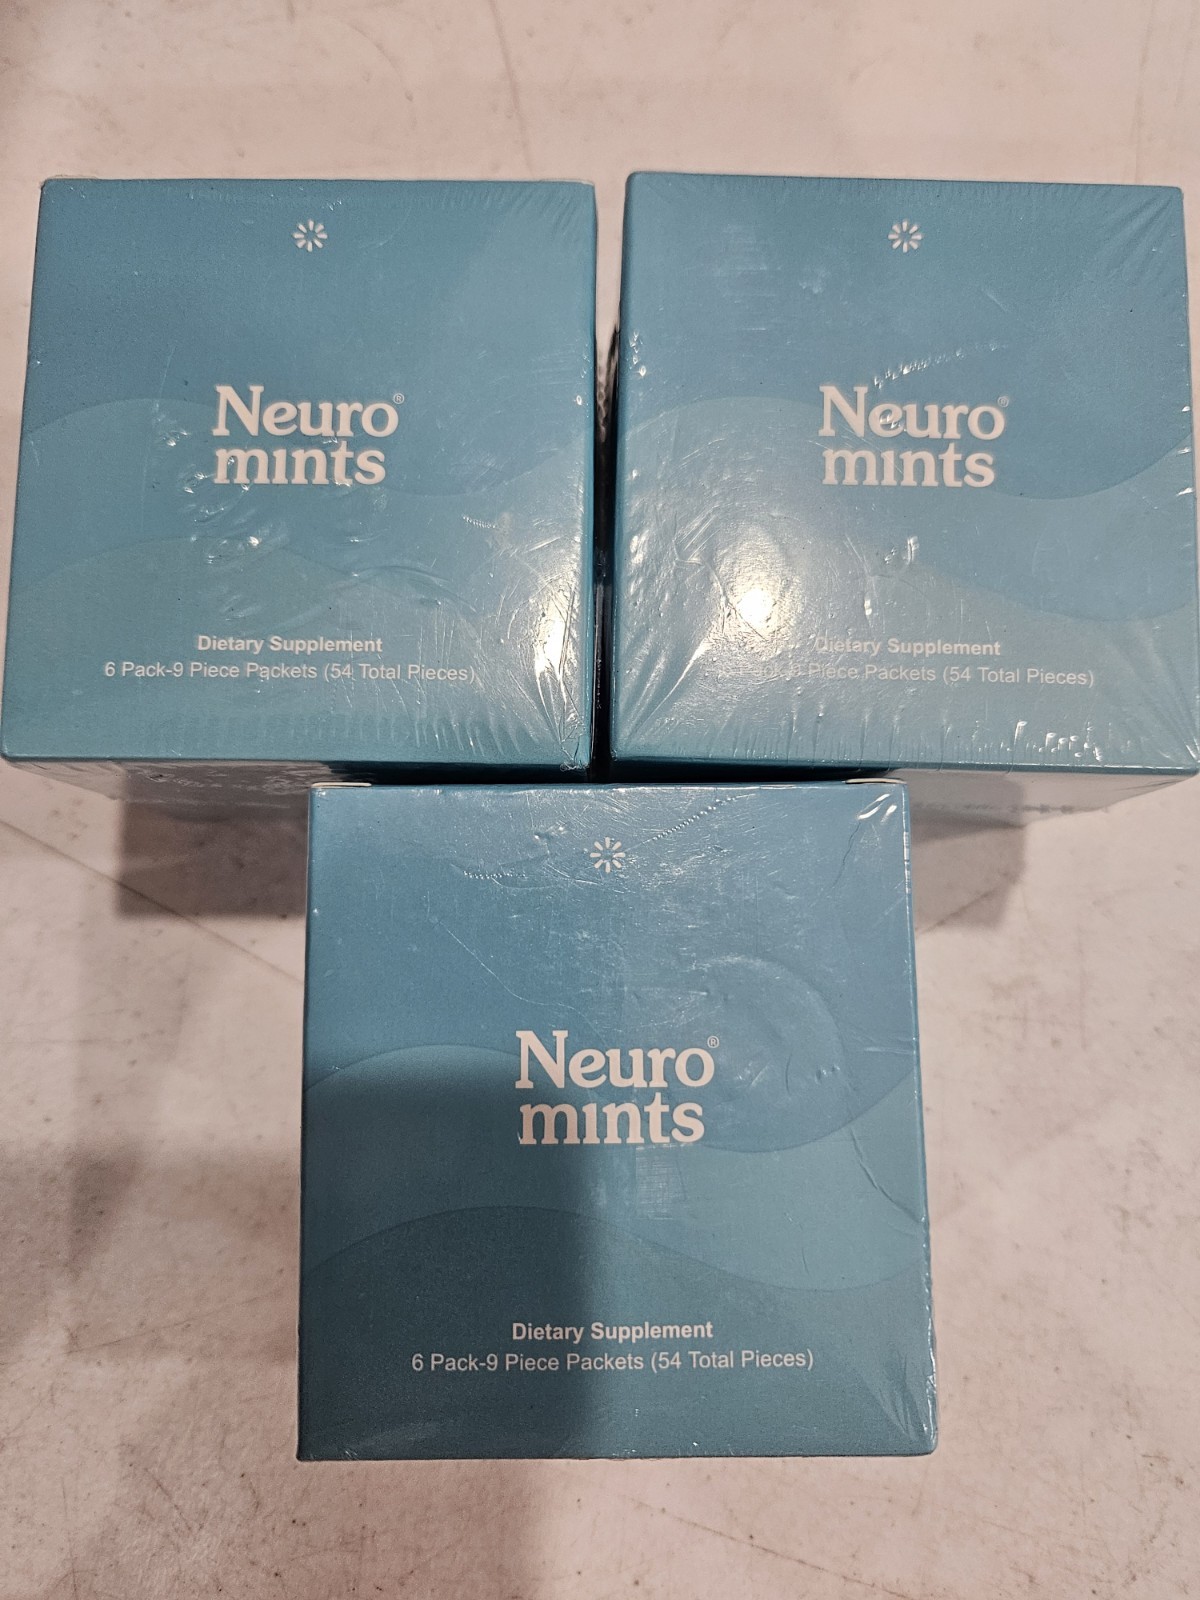 Neuro®
mints
Dietary Supplement
6 Pack-9 Piece Packets (54 Total Pieces)
Neuro®
mints
Dietary Supplement
Piece Packets (54 Total Pieces)
Neuro®
mints
Dietary Supplement
6 Pack-9 Piece Packets (54 Total Pieces)